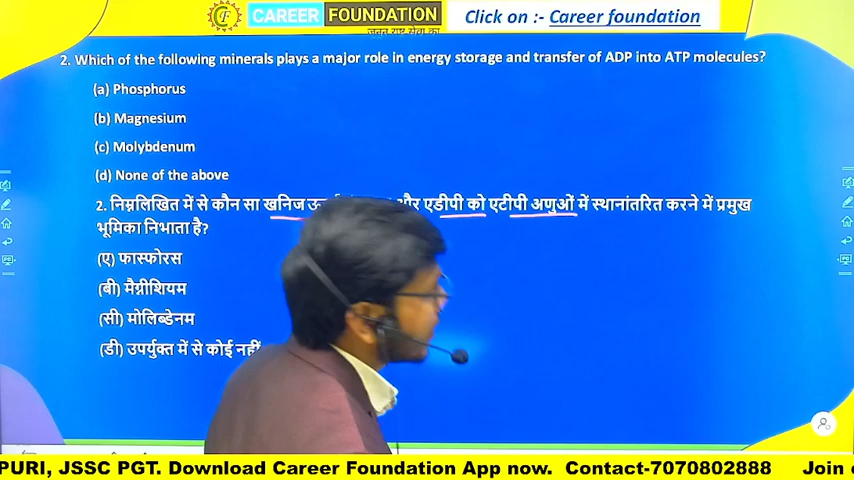 CAREER FOUNDATION
जनन राष्ट्र सेवा का
Click on :- Career foundation
2. Which of the following minerals plays a major role in energy storage and transfer of ADP into ATP molecules?
(a) Phosphorus
(b) Magnesium
(c) Molybdenum
(d) None of the above
2. निम्नलिखित में से कौन सा खनिज और एडीपी को एटीपी अणुओं में स्थानांतरित करने में प्रमुख
भूमिका निभाता है?
(ए) फास्फोरस
(बी) मैग्नीशियम
(सी) मोलिब्डेनम
(डी) उपर्युक्त में से कोई नहीं
PURI, JSSC PGT. Download Career Foundation App now. Contact-7070802888 Join